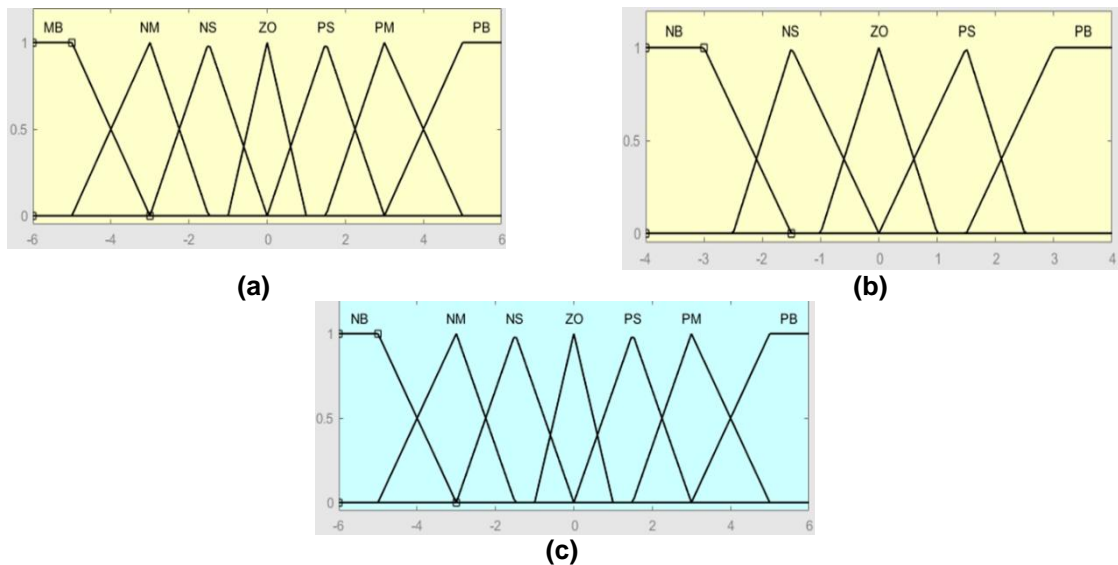 MB NM NS ZO PS PM PB
1
0.5
0
-6 -4 -2 0 2 4 6
(a)
NB NS ZO PS PB
1
0.5
0
-4 -3 -2 -1 0 1 2 3 4
(b)
NB NM NS ZO PS PM PB
1
0.5
0
-6 -4 -2 0 2 4 6
(c)